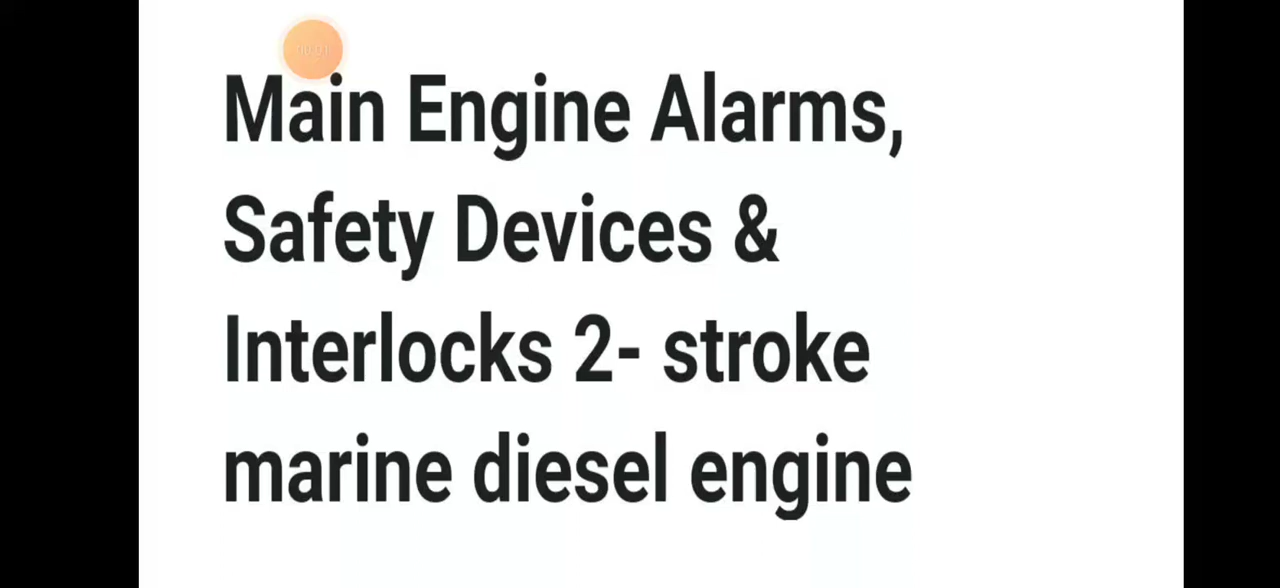 Main Engine Alarms,
Safety Devices &
Interlocks 2- stroke
marine diesel engine